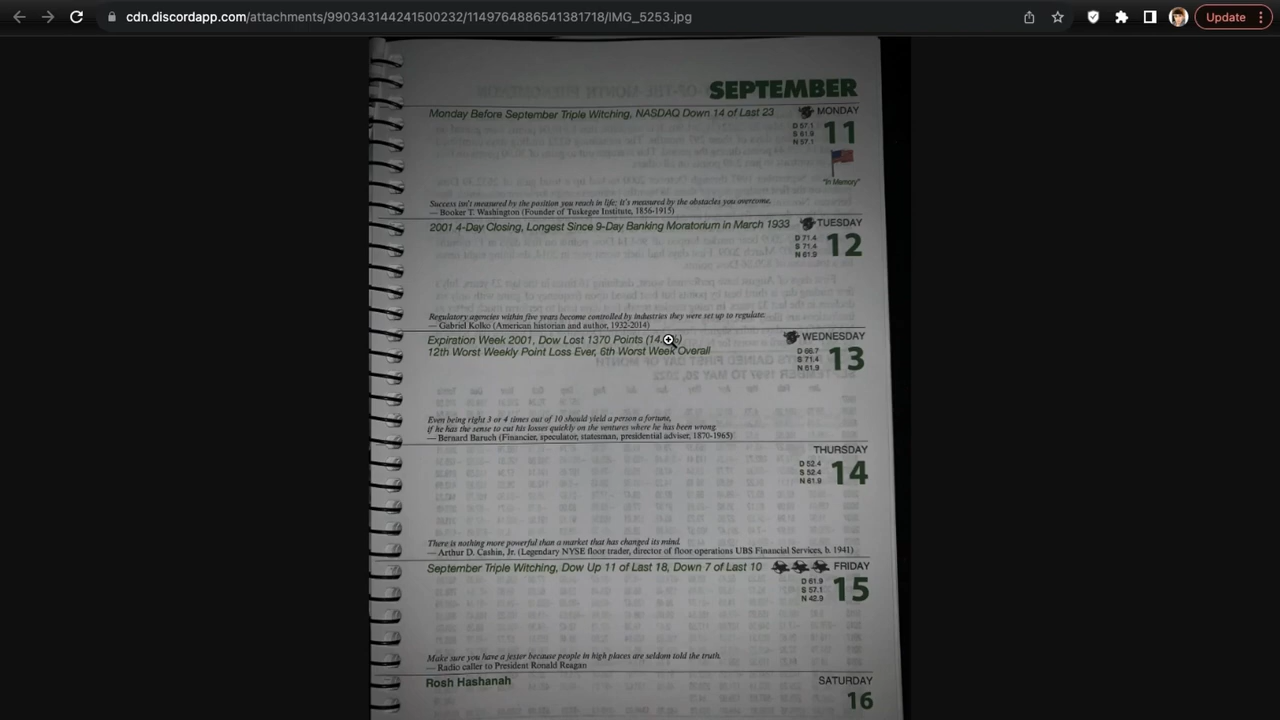 cdn.discordapp.com/attachments/990343144241500232/1149764886541381718/IMG_5253.jpg
Update
SEPTEMBER
Monday Before September Triple Witching, NASDAQ Down 14 of Last 23
MONDAY
D 57.1
S 61.9
N 57.1
11
"In Memory"
Success isn't measured by the position you reach in life; it's measured by the obstacles you overcome.
— Booker T. Washington (Founder of Tuskegee Institute, 1856-1915)
2001 4-Day Closing, Longest Since 9-Day Banking Moratorium in March 1933
TUESDAY
D 71.4
S 71.4
N 61.9
12
Regulatory agencies within five years become controlled by industries they were set up to regulate.
— Gabriel Kolko (American historian and author, 1932-2014)
Expiration Week 2001, Dow Lost 1370 Points
12th Worst Weekly Point Loss Ever, 6th Worst Week Overall
WEDNESDAY
D 66.7
S 71.4
N 61.9
13
Even being right 3 or 4 times out of 10 should yield a person a fortune,
if he has the sense to cut his losses quickly on the ventures where he has been wrong.
— Bernard Baruch (Financier, speculator, statesman, presidential adviser, 1870-1965)
THURSDAY
D 52.4
S 52.4
N 61.9
14
There is nothing more powerful than a market that has changed its mind.
— Arthur D. Cashin, Jr. (Legendary NYSE floor trader, director of floor operations UBS Financial Services, b. 1941)
September Triple Witching, Dow Up 11 of Last 18, Down 7 of Last 10
FRIDAY
D 61.9
S 57.1
N 42.9
15
Make sure you have a jester because people in high places are seldom told the truth.
— Radio caller to President Ronald Reagan
Rosh Hashanah
SATURDAY
16